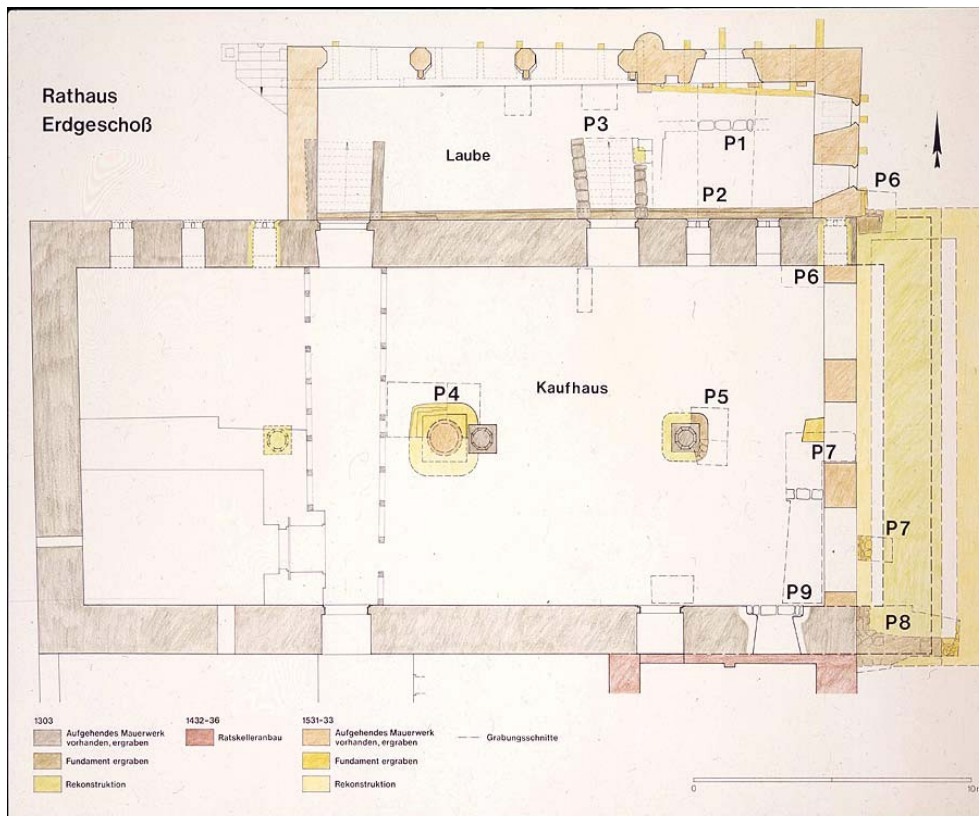 Rathaus
Erdgeschoß
P3
P1
Laube
P2
P6
P6
Kaufhaus
P4
P5
P7
P7
P9
P8
1303
Aufgehendes Mauerwerk
vorhanden, ergraben
Fundament ergraben
Rekonstruktion
1432-36
Ratskelleranbau
1531-33
Aufgehendes Mauerwerk
vorhanden, ergraben
Fundament ergraben
Rekonstruktion
Grabungsschnitte
0
10m